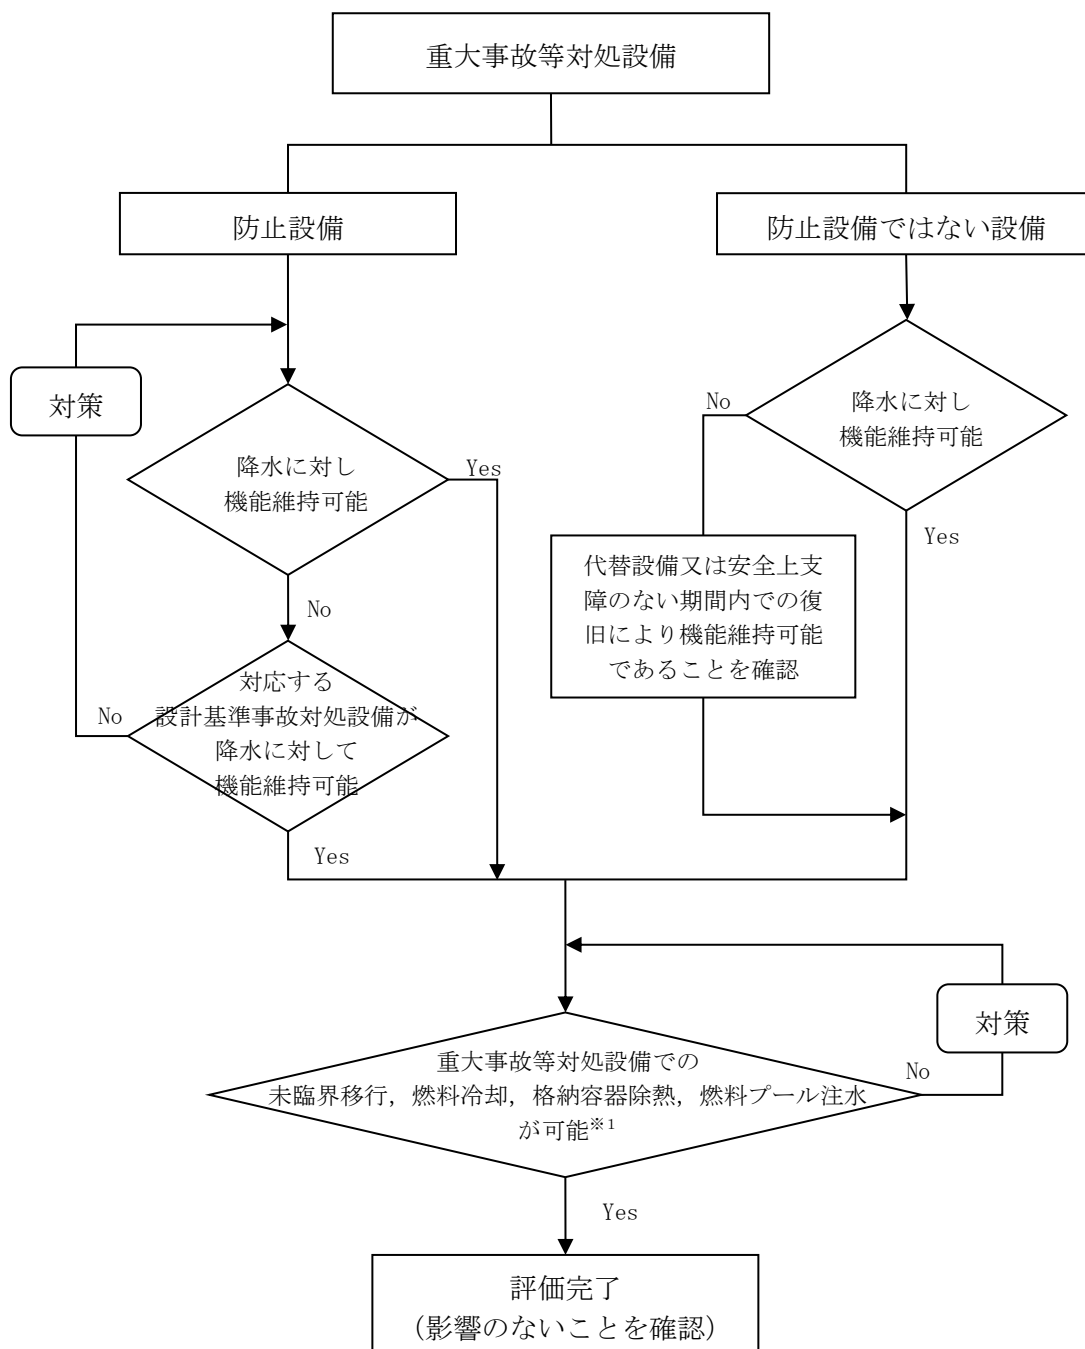 重大事故等対処設備
防止設備
防止設備ではない設備
対策
降水に対し
機能維持可能
Yes
No
対応する
設計基準事故対処設備が
降水に対して
機能維持可能
No
Yes
降水に対し
機能維持可能
No
Yes
代替設備又は安全上支
障のない期間内での復
旧により機能維持可能
であることを確認
対策
重大事故等対処設備での
未臨界移行，燃料冷却，格納容器除熱，燃料プール注水
が可能※1
No
Yes
評価完了
（影響のないことを確認）